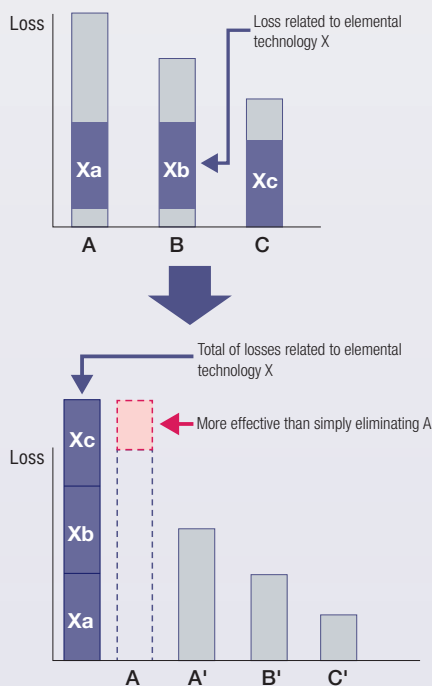 Loss
Loss related to elemental
technology X
Xa
Xb
Xc
A
B
C
Total of losses related to elemental
technology X
More effective than simply eliminating A
Loss
Xc
Xb
Xa
A
A'
B'
C'